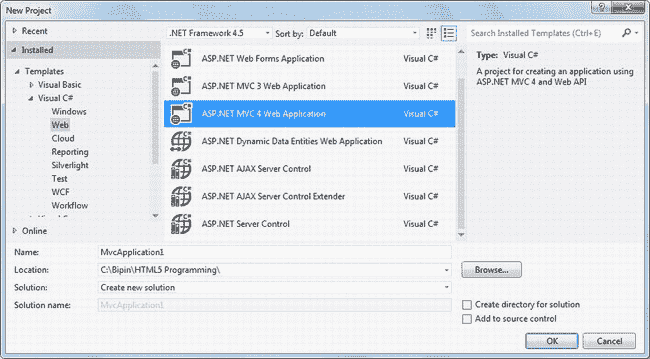 New Project
Recent
.NET Framework 4.5 Sort by: Default Search Installed Templates (Ctrl+E)
Installed
Templates
Visual Basic
Visual C#
Windows
Web
Cloud
Reporting
Silverlight
Test
WCF
Workflow
Online
ASP.NET Web Forms Application Visual C#
ASP.NET MVC 3 Web Application Visual C#
ASP.NET MVC 4 Web Application Visual C#
ASP.NET Dynamic Data Entities Web Application Visual C#
ASP.NET AJAX Server Control Visual C#
ASP.NET AJAX Server Control Extender Visual C#
ASP.NET Server Control Visual C#
Type: Visual C#
A project for creating an application using
ASP.NET MVC 4 and Web API
Name: MvcApplication1
Location: C:\Bipin\HTML5 Programming\ Browse...
Solution: Create new solution
Solution name: MvcApplication1
Create directory for solution
Add to source control
OK Cancel